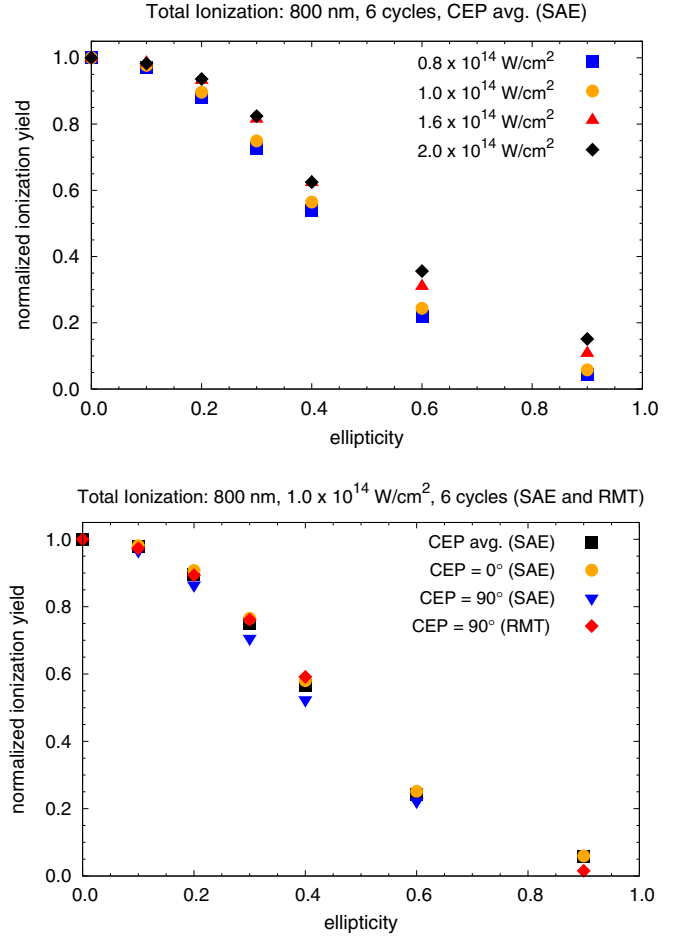 Total Ionization: 800 nm, 6 cycles, CEP avg. (SAE)
normalized ionization yield
1.0
0.8
0.6
0.4
0.2
0.0
0.8 x 10^14 W/cm^2
1.0 x 10^14 W/cm^2
1.6 x 10^14 W/cm^2
2.0 x 10^14 W/cm^2
0.0 0.2 0.4 0.6 0.8 1.0
ellipticity
Total Ionization: 800 nm, 1.0 x 10^14 W/cm^2, 6 cycles (SAE and RMT)
normalized ionization yield
1.0
0.8
0.6
0.4
0.2
0.0
CEP avg. (SAE)
CEP = 0° (SAE)
CEP = 90° (SAE)
CEP = 90° (RMT)
0.0 0.2 0.4 0.6 0.8 1.0
ellipticity